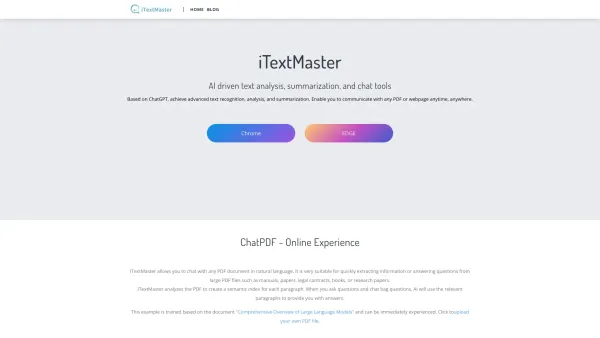 iTextMaster | HOME BLOG
iTextMaster
AI driven text analysis, summarization, and chat tools
Based on ChatGPT, achieve advanced text recognition, analysis, and summarization. Enable you to communicate with any PDF or webpage anytime, anywhere.
Chrome EDGE
ChatPDF - Online Experience
iTextMaster allows you to chat with any PDF document in natural language. It is very suitable for quickly extracting information or answering questions from
large PDF files such as manuals, papers, legal contracts, books, or research papers.
iTextMaster analyzes the PDF to create a semantic index for each paragraph. When you ask questions and chat bag questions, Ai will use the relevant
paragraphs to provide you with answers.
This example is trained based on the document "Comprehensive Overview of Large Language Models" and can be immediately experienced. Click to upload
your own PDF file.